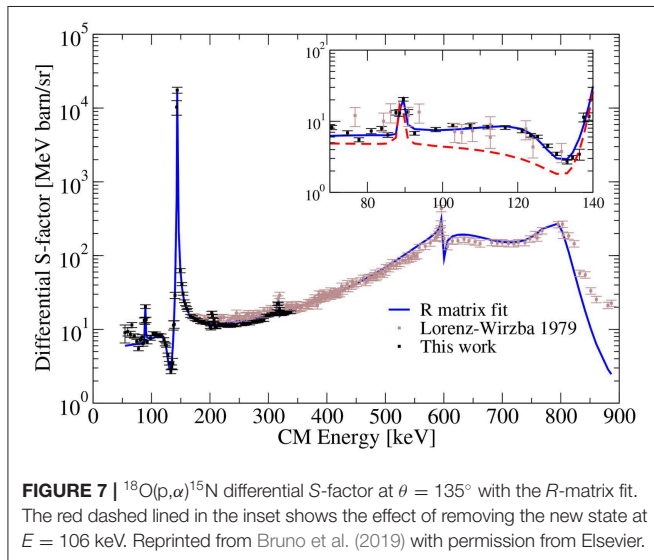 10^5
10^4
10^3
10^2
10^1
10^0
Differential S-factor [MeV barn/sr]
0 100 200 300 400 500 600 700 800 900
CM Energy [keV]
10^2
10^1
10^0
80 100 120 140
R matrix fit
Lorenz-Wirzba 1979
This work
FIGURE 7 | ^18O(p,α)^15N differential S-factor at θ = 135° with the R-matrix fit.
The red dashed lined in the inset shows the effect of removing the new state at
E = 106 keV. Reprinted from Bruno et al. (2019) with permission from Elsevier.